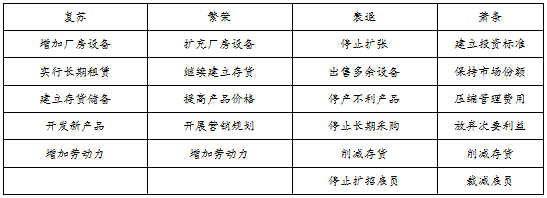 复苏 繁荣 衰退 萧条
增加厂房设备 扩充厂房设备 停止扩张 建立投资标准
实行长期租赁 继续建立存货 出售多余设备 保持市场份额
建立存货储备 提高产品价格 停产不利产品 压缩管理费用
开发新产品 开展营销规划 停止长期采购 放弃次要利益
增加劳动力 增加劳动力 削减存货 削减存货
停止扩招雇员 裁减雇员